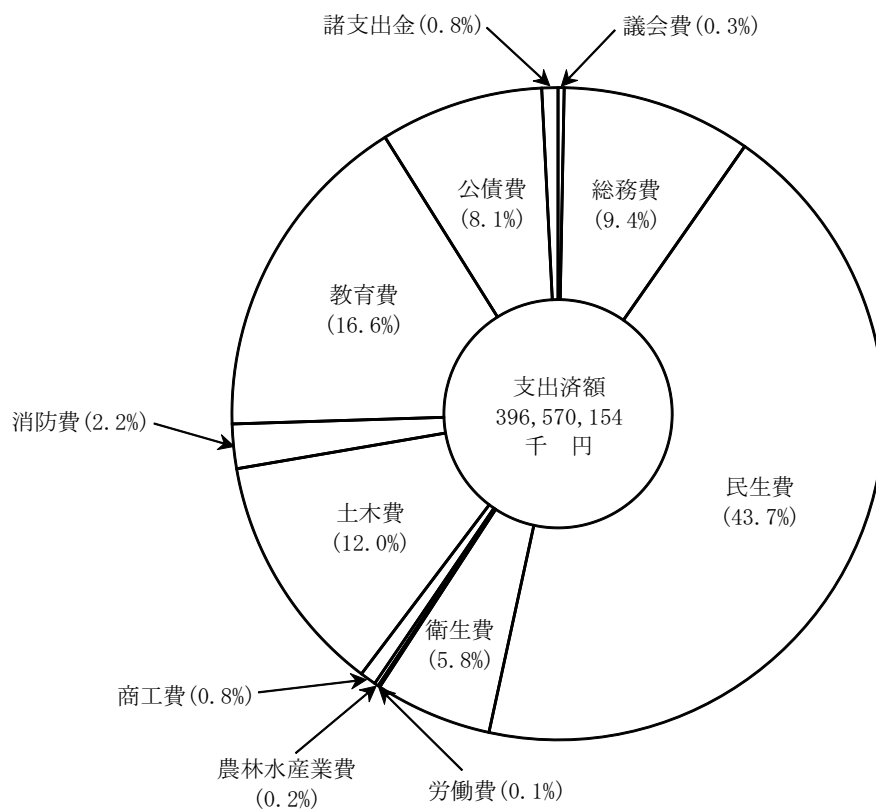 諸支出金(0.8%)
議会費(0.3%)
公債費
(8.1%)
総務費
(9.4%)
教育費
(16.6%)
支出済額
396,570,154
千　円
消防費(2.2%)
民生費
(43.7%)
土木費
(12.0%)
衛生費
(5.8%)
商工費(0.8%)
農林水産業費
(0.2%)
労働費(0.1%)